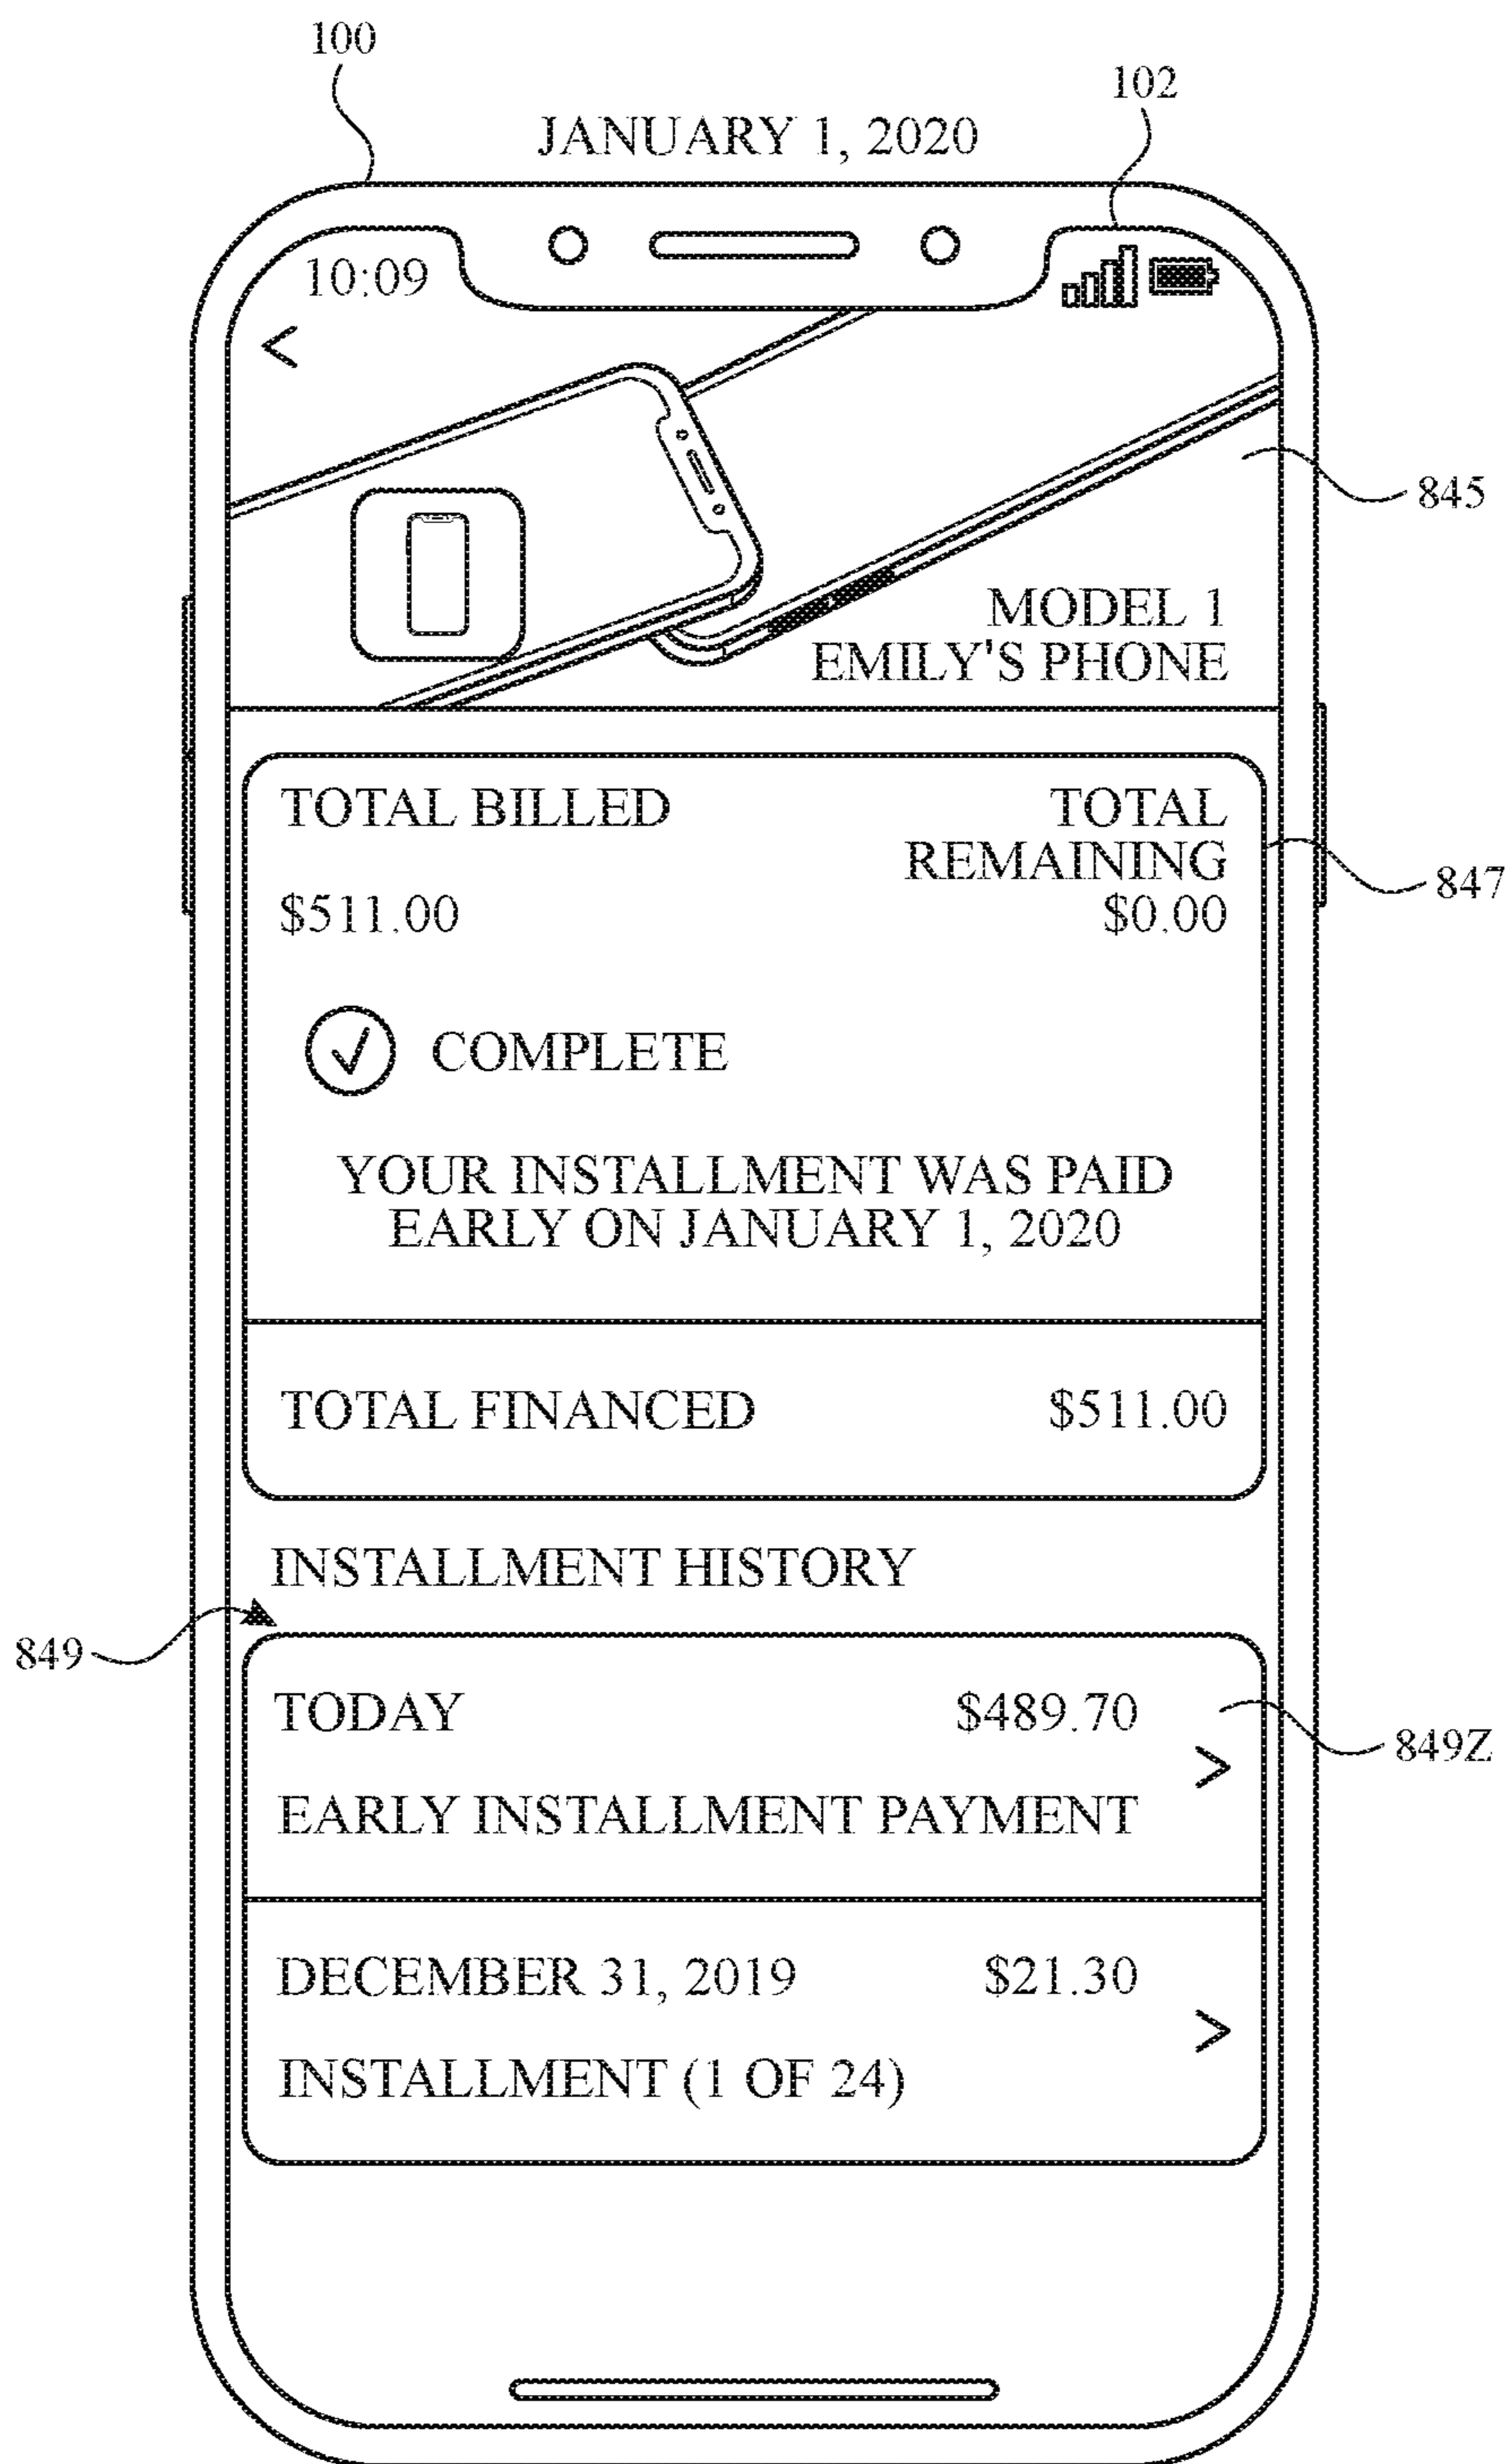 100
102
JANUARY 1, 2020
10:09
<
845
MODEL 1
EMILY'S PHONE
TOTAL BILLED
TOTAL
REMAINING
847
$511.00
$0.00
COMPLETE
YOUR INSTALLMENT WAS PAID
EARLY ON JANUARY 1, 2020
TOTAL FINANCED $511.00
INSTALLMENT HISTORY
849
TODAY $489.70
849Z
>
EARLY INSTALLMENT PAYMENT
DECEMBER 31, 2019 $21.30
>
INSTALLMENT (1 OF 24)